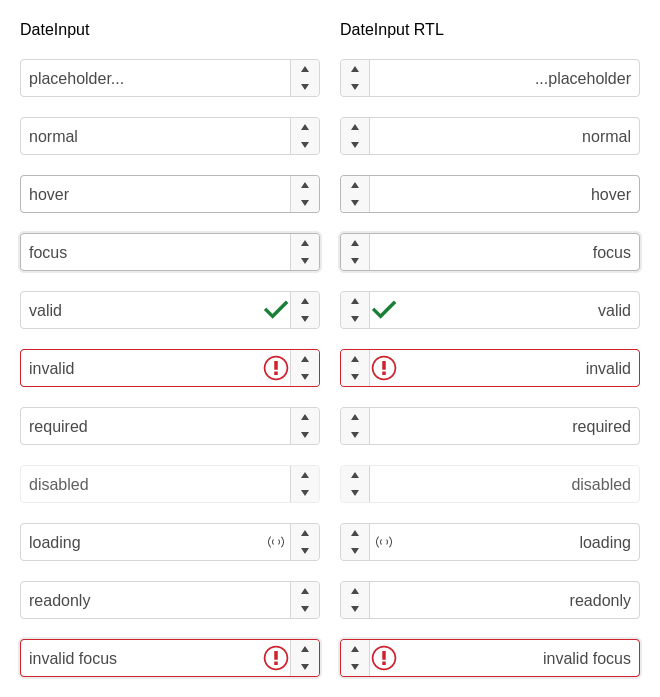 DateInput
placeholder...
normal
hover
focus
valid
invalid
required
disabled
loading
readonly
invalid focus
DateInput RTL
...placeholder
normal
hover
focus
valid
invalid
required
disabled
loading
readonly
invalid focus